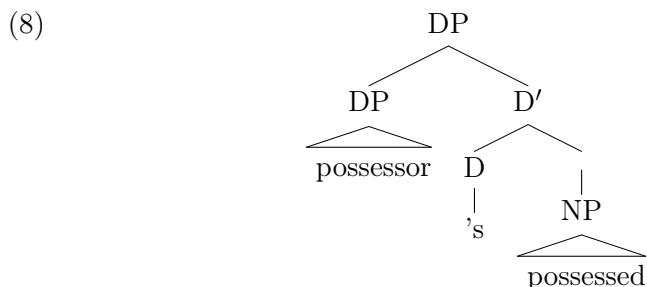 (8)
DP
DP D′
possessor D
's NP
possessed